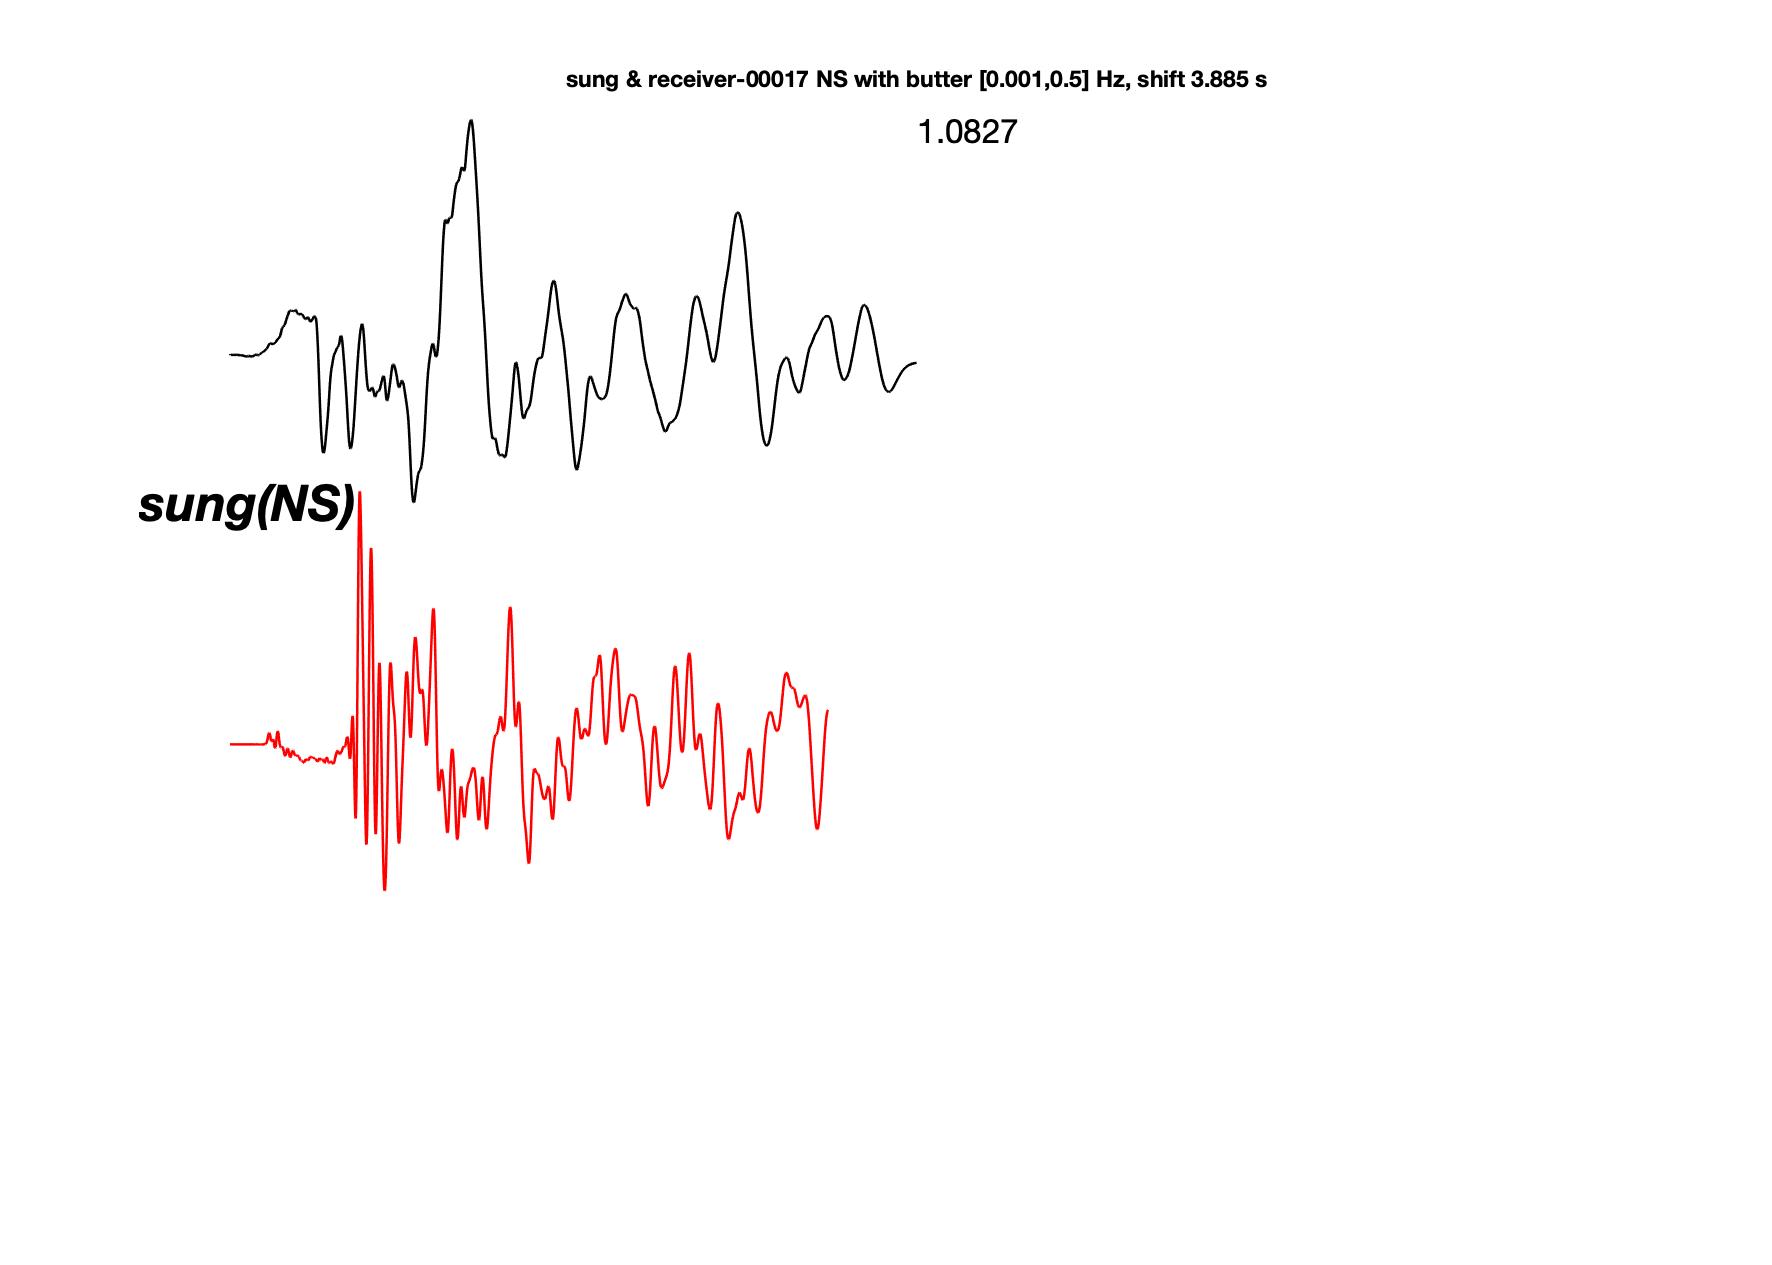 sung & receiver-00017 NS with butter [0.001,0.5] Hz, shift 3.885 s
1.0827
sung(NS)